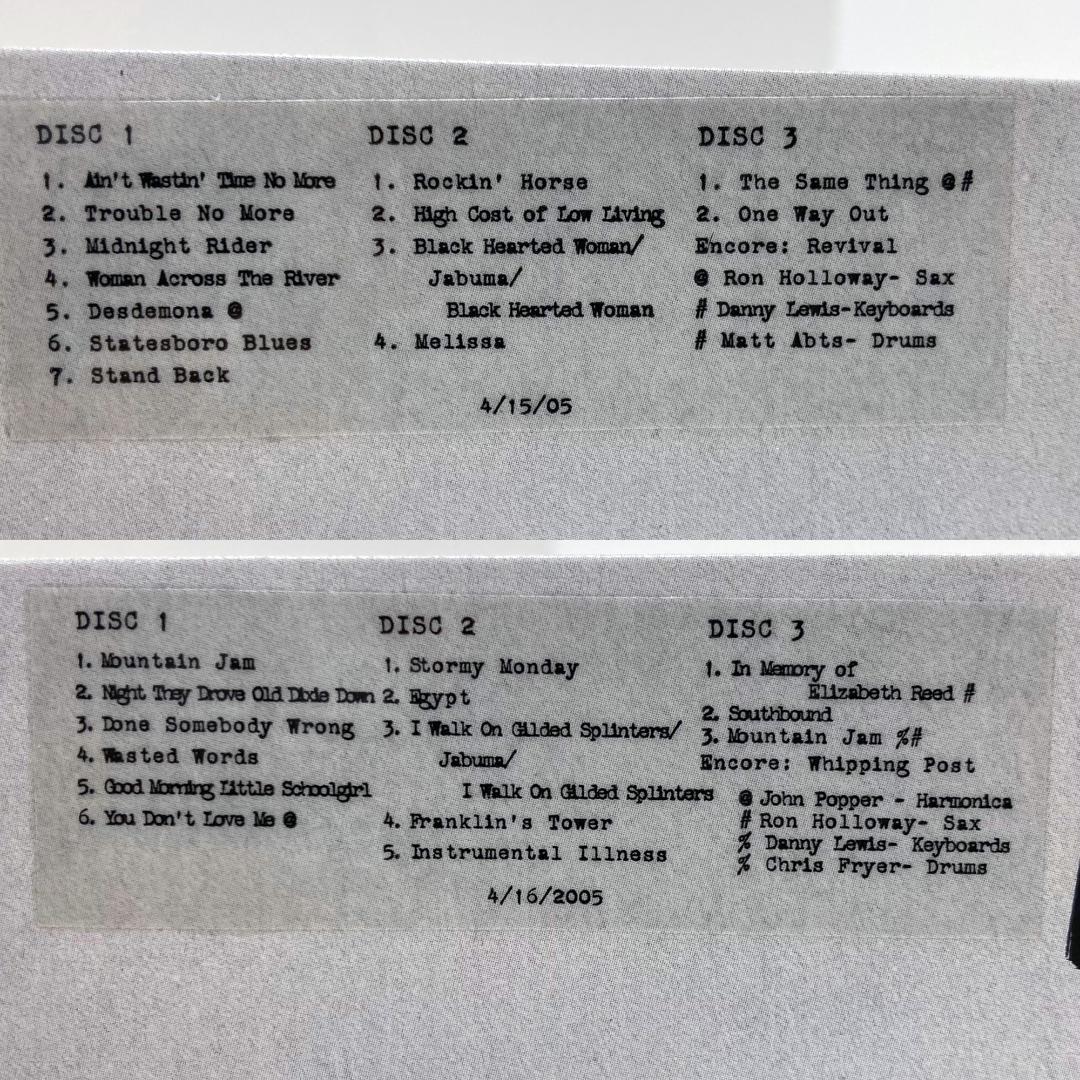 DISC 1
1. Ain't Wastin' Time No More
2. Trouble No More
3. Midnight Rider
4. Woman Across The River
5. Desdemona @
6. Statesboro Blues
7. Stand Back
DISC 2
1. Rockin' Horse
2. High Cost of Low Living
3. Black Hearted Woman/
Jabuma/
Black Hearted Woman
4. Melissa
DISC 3
1. The Same Thing @#
2. One Way Out
Encore: Revival
@ Ron Holloway- Sax
# Danny Lewis-Keyboards
# Matt Abts- Drums
4/15/05
DISC 1
1. Mountain Jam
2. Night They Drove Old Dixie Down
3. Done Somebody Wrong
4. Wasted Words
5. Good Morning Little Schoolgirl
6. You Don't Love Me @
DISC 2
1. Stormy Monday
2. Egypt
3. I Walk On Gilded Splinters/
Jabuma/
I Walk On Gilded Splinters
4. Franklin's Tower
5. Instrumental Illness
DISC 3
1. In Memory of
Elizabeth Reed #
2. Southbound
3. Mountain Jam %#
Encore: Whipping Post
@ John Popper - Harmonica
# Ron Holloway- Sax
% Danny Lewis- Keyboards
% Chris Fryer- Drums
4/16/2005